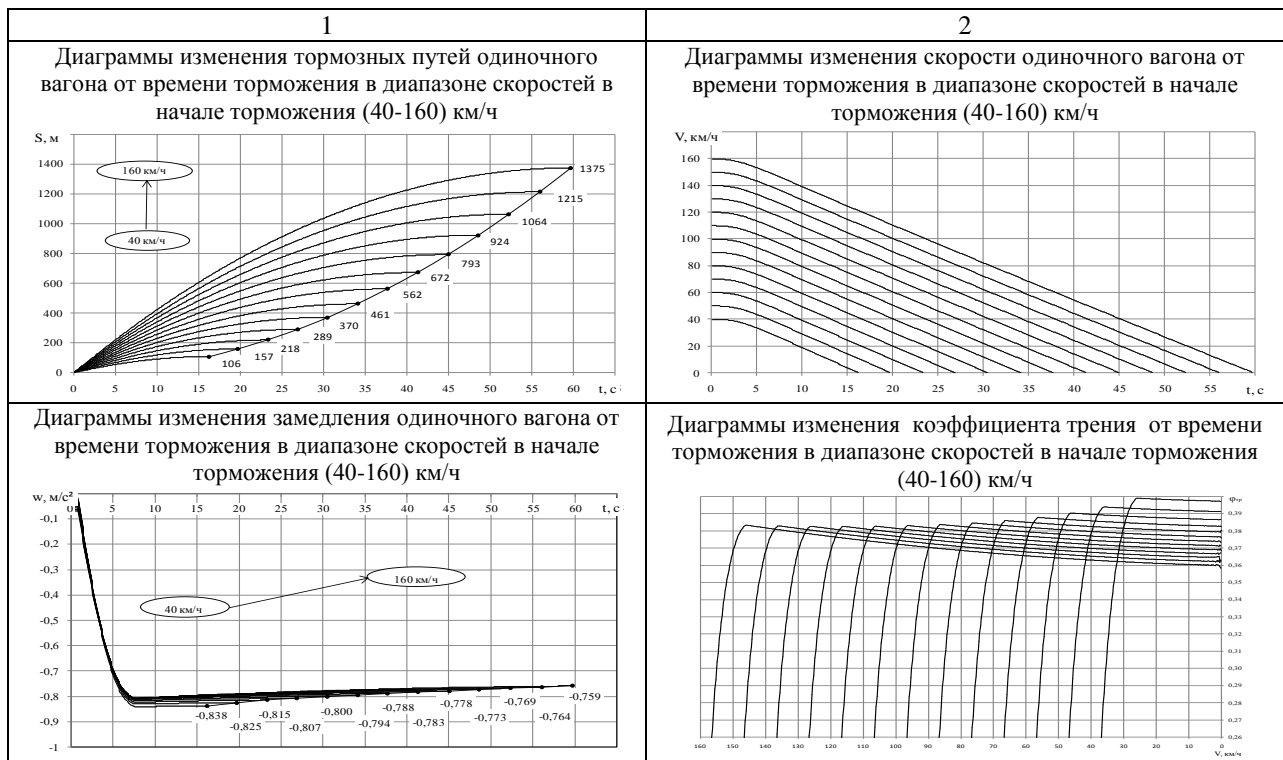 1
2
Диаграммы изменения тормозных путей одиночного
вагона от времени торможения в диапазоне скоростей в
начале торможения (40-160) км/ч
S, м
1400
1200
1000
800
600
400
200
0
160 км/ч
40 км/ч
1375
1215
1064
924
793
672
562
461
370
289
218
157
106
0 5 10 15 20 25 30 35 40 45 50 55 60 t, с
Диаграммы изменения скорости одиночного вагона от
времени торможения в диапазоне скоростей в начале
торможения (40-160) км/ч
V, км/ч
160
140
120
100
80
60
40
20
0
0 5 10 15 20 25 30 35 40 45 50 55 t, с
Диаграммы изменения замедления одиночного вагона от
времени торможения в диапазоне скоростей в начале
торможения (40-160) км/ч
w, м/с²
0 5 10 15 20 25 30 35 40 45 50 55 60 t, с
-0,1
-0,2
-0,3
-0,4
-0,5
-0,6
-0,7
-0,8
-0,9
-1
160 км/ч
40 км/ч
-0,838 -0,815 -0,800 -0,788 -0,778 -0,769 -0,759
-0,825 -0,807 -0,794 -0,783 -0,773 -0,764
Диаграммы изменения коэффициента трения от времени
торможения в диапазоне скоростей в начале торможения
(40-160) км/ч
0,39
0,38
0,37
0,36
0,35
0,34
0,33
0,32
0,31
0,30
0,29
0,28
0,27
0,26
160 150 140 130 120 110 100 90 80 70 60 50 40 30 20 10 0
V, км/ч